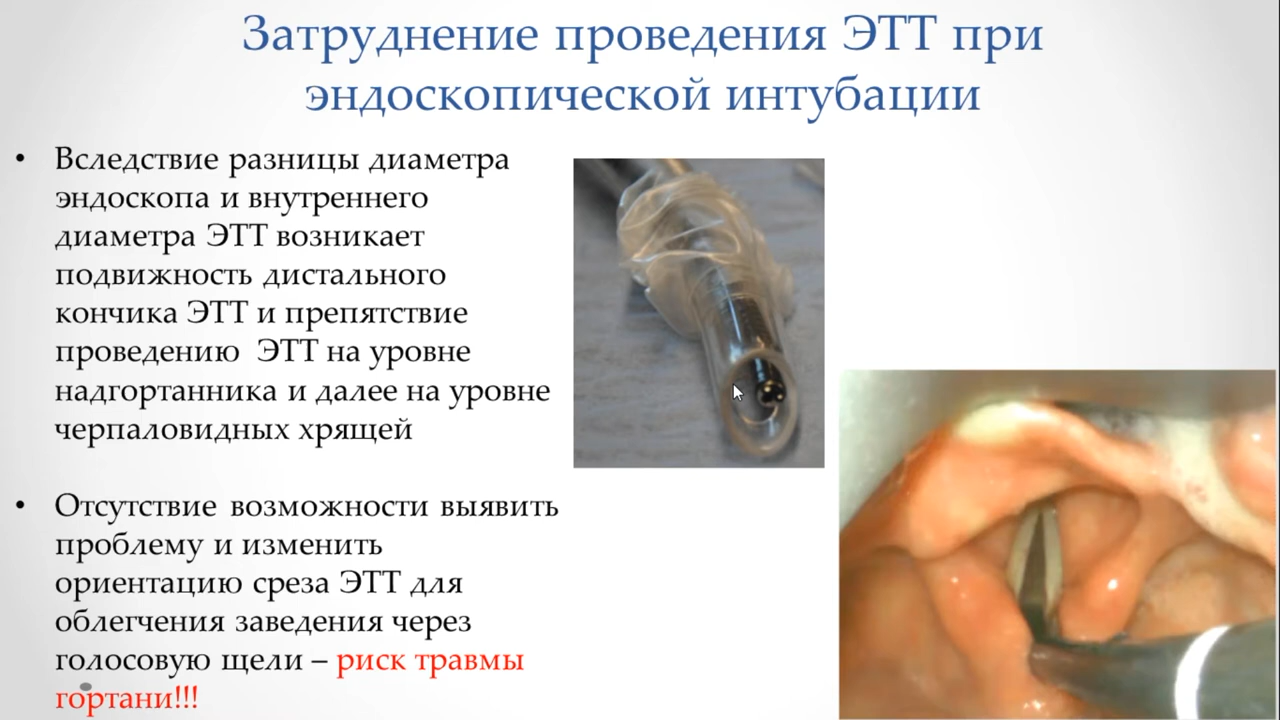 Затруднение проведения ЭТТ при
эндоскопической интубации
• Вследствие разницы диаметра
эндоскопа и внутреннего
диаметра ЭТТ возникает
подвижность дистального
кончика ЭТТ и препятствие
проведению ЭТТ на уровне
надгортанника и далее на уровне
черпаловидных хрящей
• Отсутствие возможности выявить
проблему и изменить
ориентацию среза ЭТТ для
облегчения заведения через
голосовую щели – риск травмы
гортани!!!